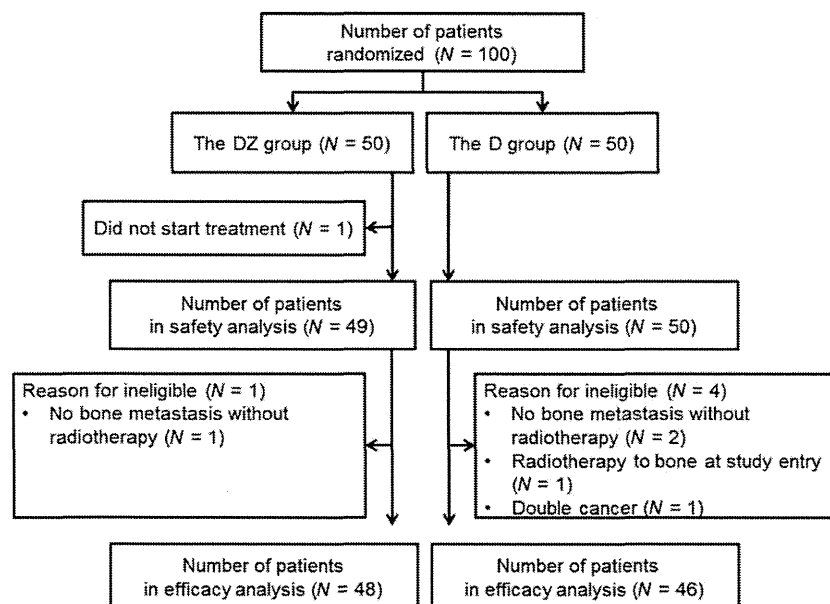 Number of patients
randomized (N = 100)
The DZ group (N = 50)
The D group (N = 50)
Did not start treatment (N = 1)
Number of patients
in safety analysis (N = 49)
Number of patients
in safety analysis (N = 50)
Reason for ineligible (N = 1)
• No bone metastasis without
radiotherapy (N = 1)
Reason for ineligible (N = 4)
• No bone metastasis without
radiotherapy (N = 2)
• Radiotherapy to bone at study entry
(N = 1)
• Double cancer (N = 1)
Number of patients
in efficacy analysis (N = 48)
Number of patients
in efficacy analysis (N = 46)